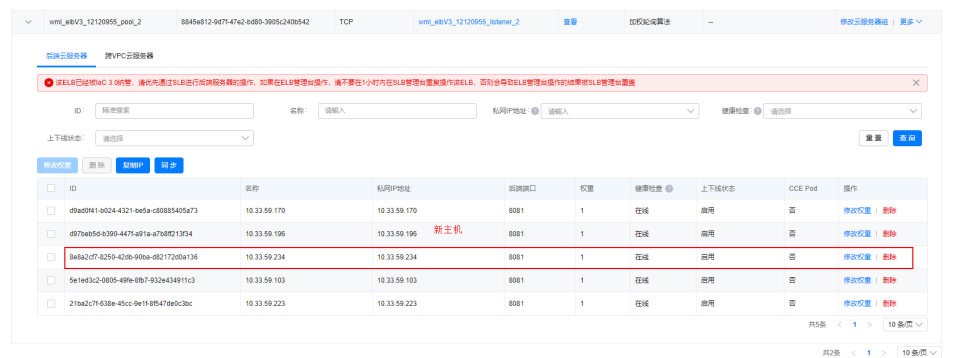 wml_elbV3_12120955_pool_2 8845e812-9d7f-47e2-bd80-3905c240b542 TCP wml_elbV3_12120955_listener_2 查看 加权轮询算法 -- 修改云服务器组 | 更多
后端云服务器 跨VPC云服务器
该ELB已经被IaC 3.0纳管，请优先通过SLB进行后端服务器的操作，如果在ELB管理台操作，请不要在1小时内在SLB管理台重复操作该ELB，否则会导致ELB管理台操作的结果被SLB管理台覆盖
ID： 精准搜索 名称： 请输入 私网IP地址： 请输入 健康检查： 请选择
上下线状态： 请选择 重置 查询
修改权重 删除 复制IP 同步
ID 名称 私网IP地址 后端端口 权重 健康检查 上下线状态 CCE Pod 操作
d9ad0f41-b024-4321-be5a-c80885405a73 10.33.59.170 10.33.59.170 8081 1 在线 启用 否 修改权重 | 删除
d97beb5d-b390-447f-a91a-a7b8ff213f34 10.33.59.196 10.33.59.196 新主机 8081 1 在线 启用 否 修改权重 | 删除
8e8a2cf7-8250-42db-90ba-d82172d0a136 10.33.59.234 10.33.59.234 8081 1 在线 启用 否 修改权重 | 删除
5e1ed3c2-0805-49fe-8fb7-932e434911c3 10.33.59.103 10.33.59.103 8081 1 在线 启用 否 修改权重 | 删除
21ba2c7f-638e-45cc-9e1f-8f547de0c3bc 10.33.59.223 10.33.59.223 8081 1 在线 启用 否 修改权重 | 删除
共5条 < 1 > 10 条/页
共2条 < 1 > 10 条/页